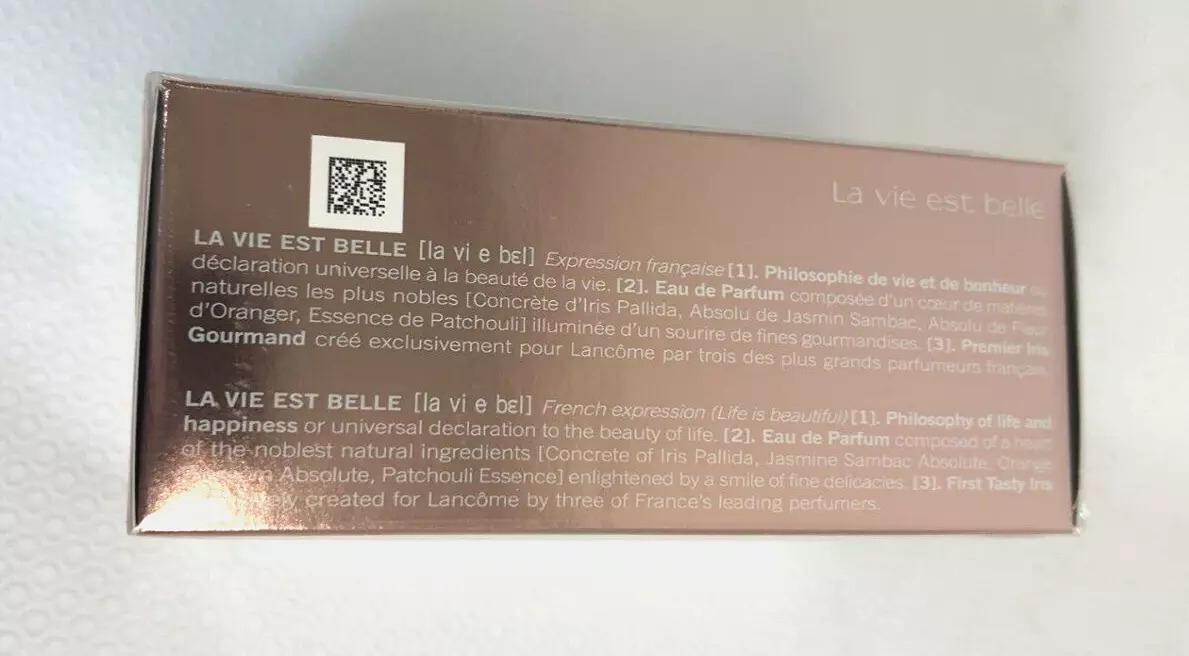 La vie est belle
LA VIE EST BELLE [la vi e bɛl] Expression française [1]. Philosophie de vie et de bonheur ou
déclaration universelle à la beauté de la vie. [2]. Eau de Parfum composée d'un cœur de matières
naturelles les plus nobles [Concrète d'Iris Pallida, Absolu de Jasmin Sambac, Absolu de Fleur
d'Oranger, Essence de Patchouli] illuminée d'un sourire de fines gourmandises. [3]. Premier Iris
Gourmand créé exclusivement pour Lancôme par trois des plus grands parfumeurs français.
LA VIE EST BELLE [la vi e bɛl] French expression (Life is beautiful) [1]. Philosophy of life and
happiness or universal declaration to the beauty of life. [2]. Eau de Parfum composed of a heart
of the noblest natural ingredients [Concrete of Iris Pallida, Jasmine Sambac Absolute, Orange
Absolute, Patchouli Essence] enlightened by a smile of fine delicacies. [3]. First Tasty Iris
created for Lancôme by three of France's leading perfumers.